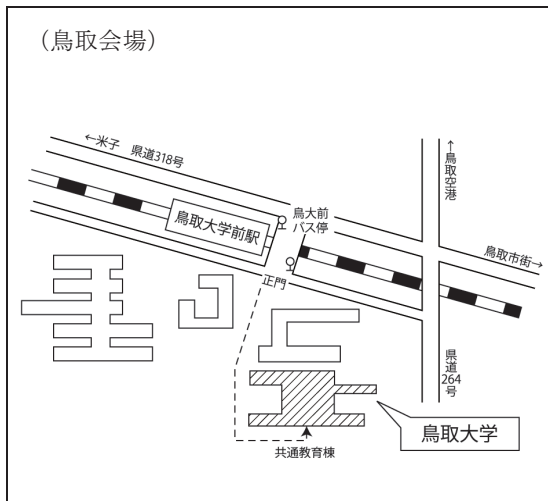 （鳥取会場）
←米子　県道318号
←鳥取空港
鳥大前
バス停
鳥取大学前駅
鳥取市街→
正門
県道
264
号
鳥取大学
共通教育棟